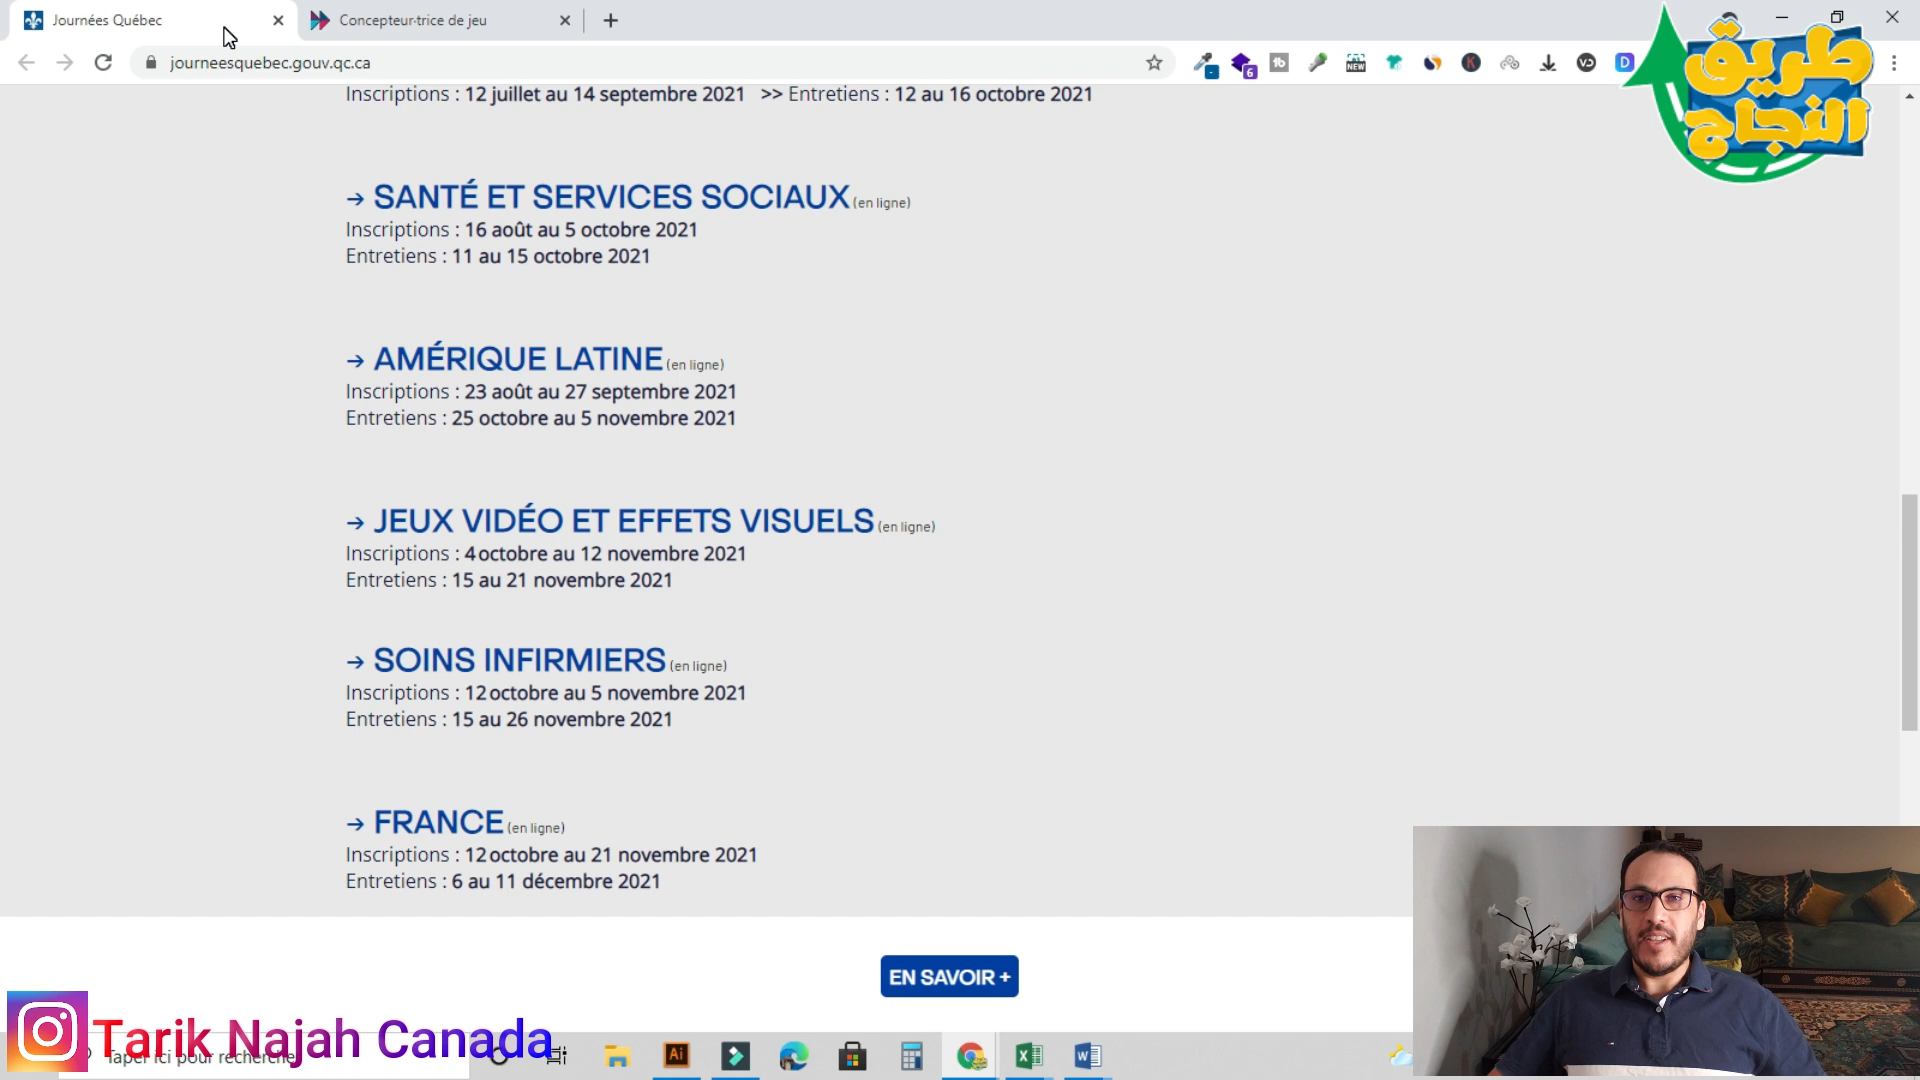 Journées Québec
Concepteur·trice de jeu
طريق
النجاح
journeesquebec.gouv.qc.ca
Inscriptions : 12 juillet au 14 septembre 2021 >> Entretiens : 12 au 16 octobre 2021
→ SANTÉ ET SERVICES SOCIAUX (en ligne)
Inscriptions : 16 août au 5 octobre 2021
Entretiens : 11 au 15 octobre 2021
→ AMÉRIQUE LATINE (en ligne)
Inscriptions : 23 août au 27 septembre 2021
Entretiens : 25 octobre au 5 novembre 2021
→ JEUX VIDÉO ET EFFETS VISUELS (en ligne)
Inscriptions : 4 octobre au 12 novembre 2021
Entretiens : 15 au 21 novembre 2021
→ SOINS INFIRMIERS (en ligne)
Inscriptions : 12 octobre au 5 novembre 2021
Entretiens : 15 au 26 novembre 2021
→ FRANCE (en ligne)
Inscriptions : 12 octobre au 21 novembre 2021
Entretiens : 6 au 11 décembre 2021
EN SAVOIR +
Tarik Najah Canada